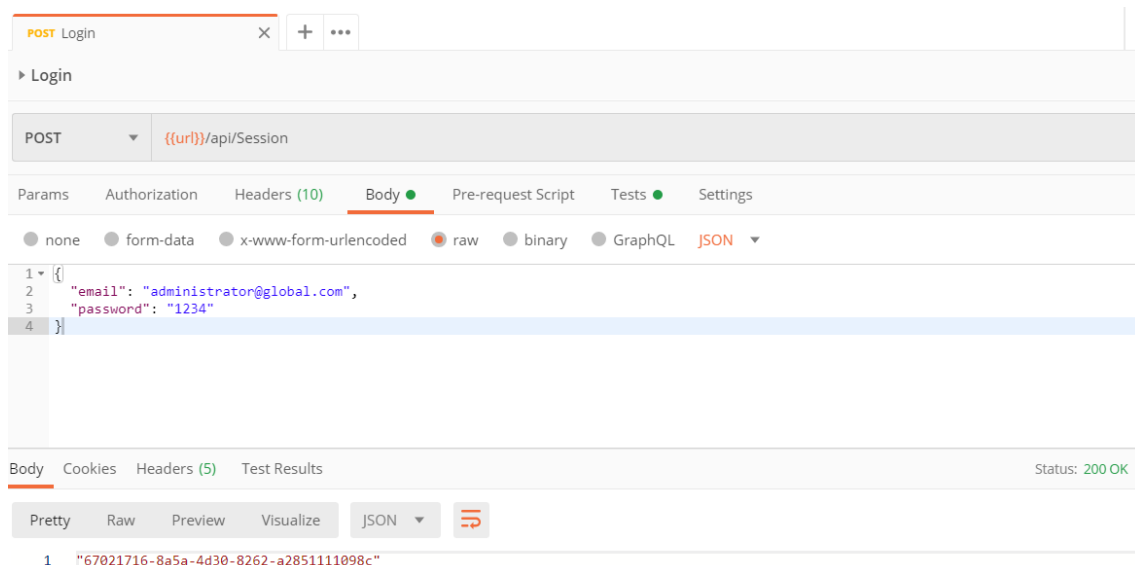 POST Login
Login
POST {{url}}/api/Session
Params Authorization Headers (10) Body Pre-request Script Tests Settings
none form-data x-www-form-urlencoded raw binary GraphQL JSON
1 {
2 "email": "administrator@global.com",
3 "password": "1234"
4 }
Body Cookies Headers (5) Test Results Status: 200 OK
Pretty Raw Preview Visualize JSON
1 "67021716-8a5a-4d30-8262-a2851111098c"